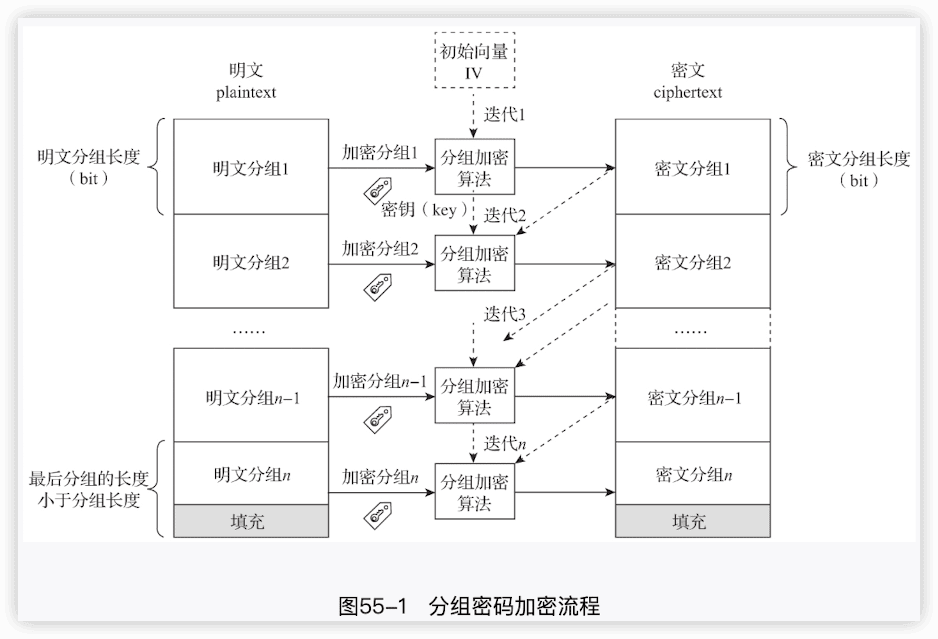 初始向量
IV
明文
plaintext
密文
ciphertext
迭代1
明文分组长度
（bit）
明文分组1
加密分组1
分组加密
算法
密文分组1
密文分组长度
（bit）
密钥（key）
迭代2
明文分组2
加密分组2
分组加密
算法
密文分组2
迭代3
……
……
明文分组n-1
加密分组n-1
分组加密
算法
密文分组n-1
迭代n
最后分组的长度
小于分组长度
明文分组n
加密分组n
分组加密
算法
密文分组n
填充
填充
图55-1 分组密码加密流程